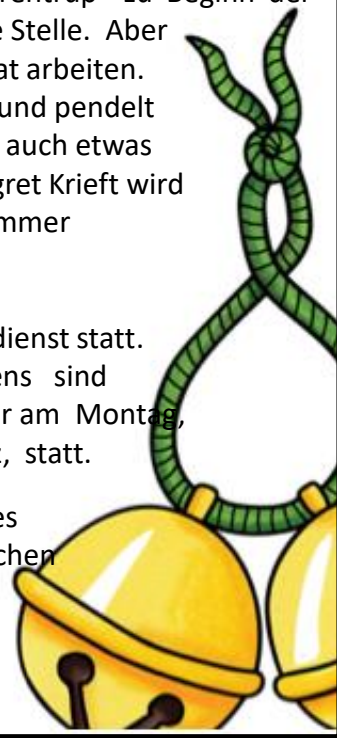 zu Beginn der
e Stelle. Aber
at arbeiten.
und pendelt
auch etwas
gret Krieft wird
mmer
dienst statt.
ens sind
r am Montag,
, statt.
es
chen